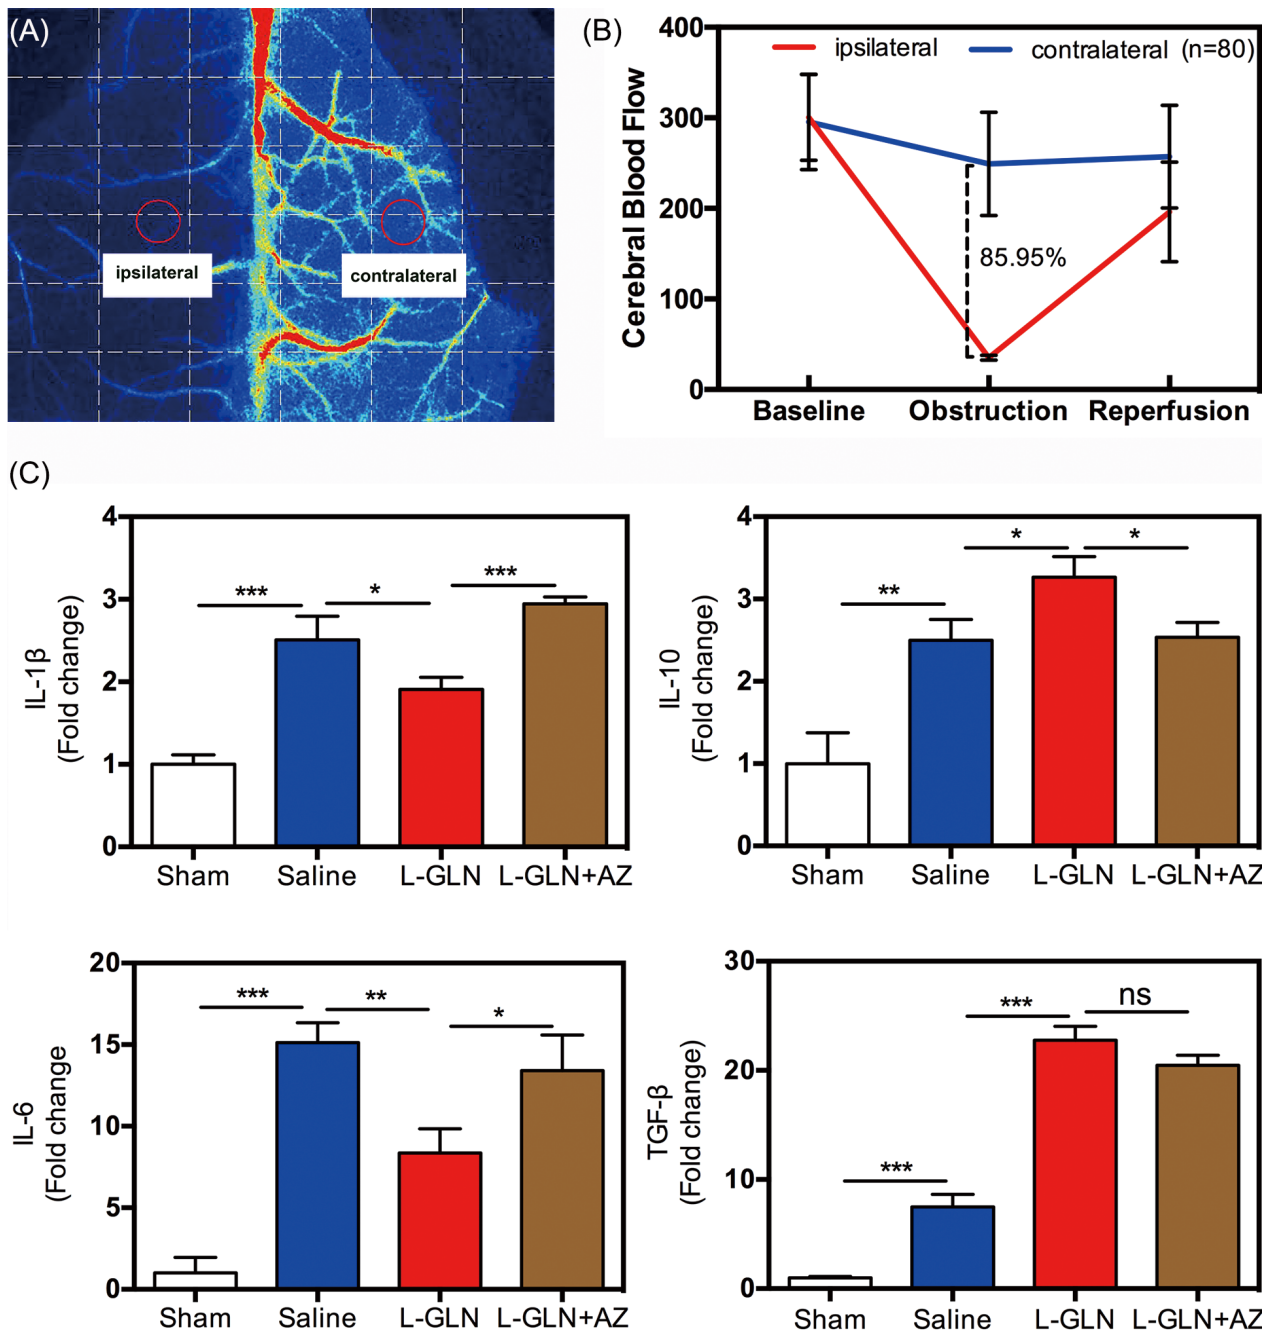 (A)
ipsilateral
contralateral
(B)
ipsilateral contralateral (n=80)
Cerebral Blood Flow
400
300
200
100
0
85.95%
Baseline Obstruction Reperfusion
(C)
IL-1β
(Fold change)
4
3
2
1
0
*** * ***
Sham Saline L-GLN L-GLN+AZ
IL-10
(Fold change)
4
3
2
1
0
** * *
Sham Saline L-GLN L-GLN+AZ
IL-6
(Fold change
20
15
10
5
0
*** ** *
Sham Saline L-GLN L-GLN+AZ
TGF-β
(Fold change)
30
20
10
0
*** *** ns
Sham Saline L-GLN L-GLN+AZ